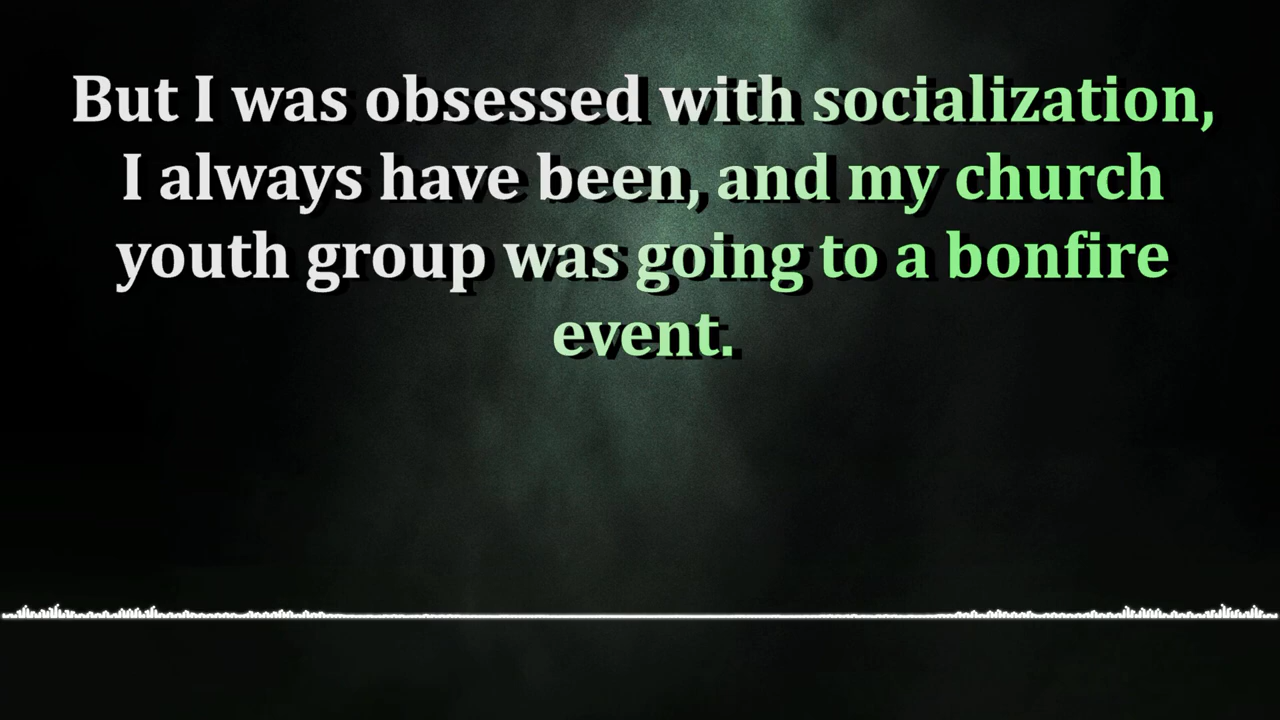 But I was obsessed with socialization,
I always have been, and my church
youth group was going to a bonfire
event.